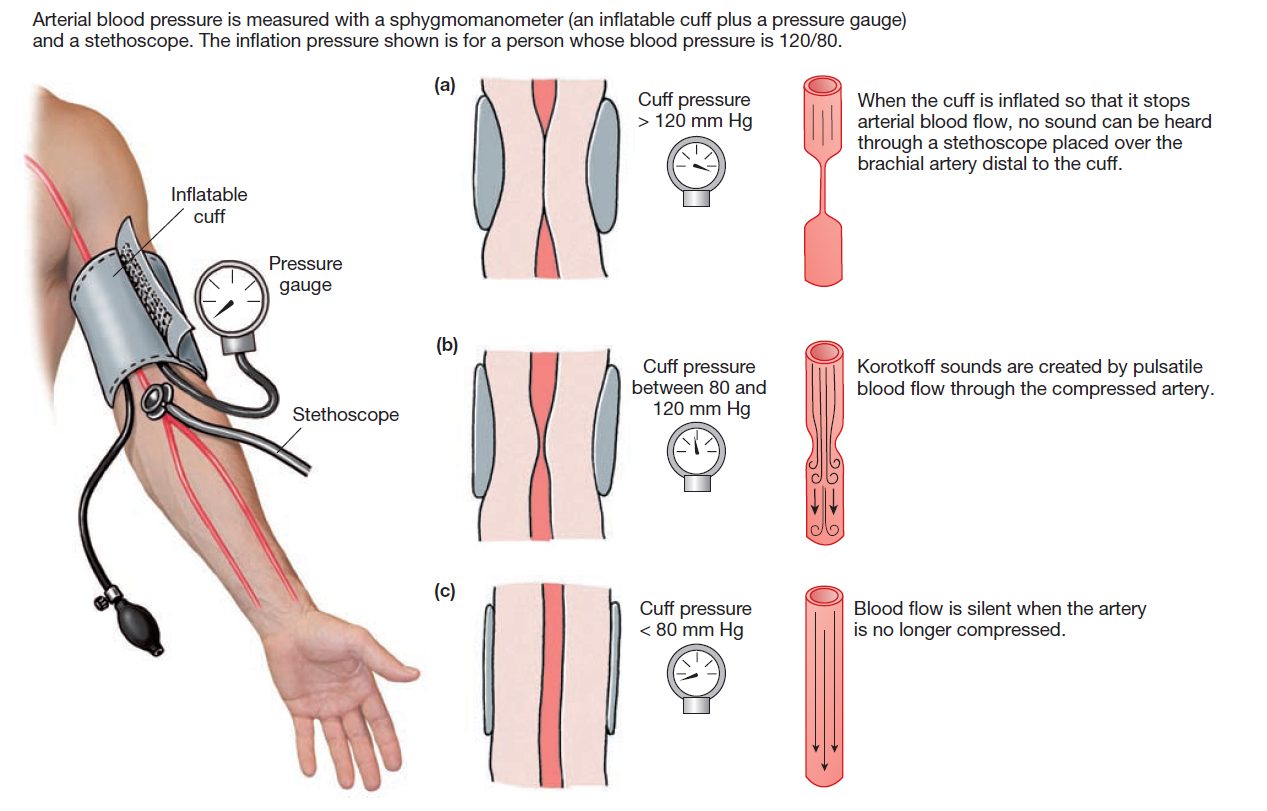 Arterial blood pressure is measured with a sphygmomanometer (an inflatable cuff plus a pressure gauge)
and a stethoscope. The inflation pressure shown is for a person whose blood pressure is 120/80.
Inflatable
cuff
Pressure
gauge
Stethoscope
(a)
Cuff pressure
> 120 mm Hg
When the cuff is inflated so that it stops
arterial blood flow, no sound can be heard
through a stethoscope placed over the
brachial artery distal to the cuff.
(b)
Cuff pressure
between 80 and
120 mm Hg
Korotkoff sounds are created by pulsatile
blood flow through the compressed artery.
(c)
Cuff pressure
< 80 mm Hg
Blood flow is silent when the artery
is no longer compressed.